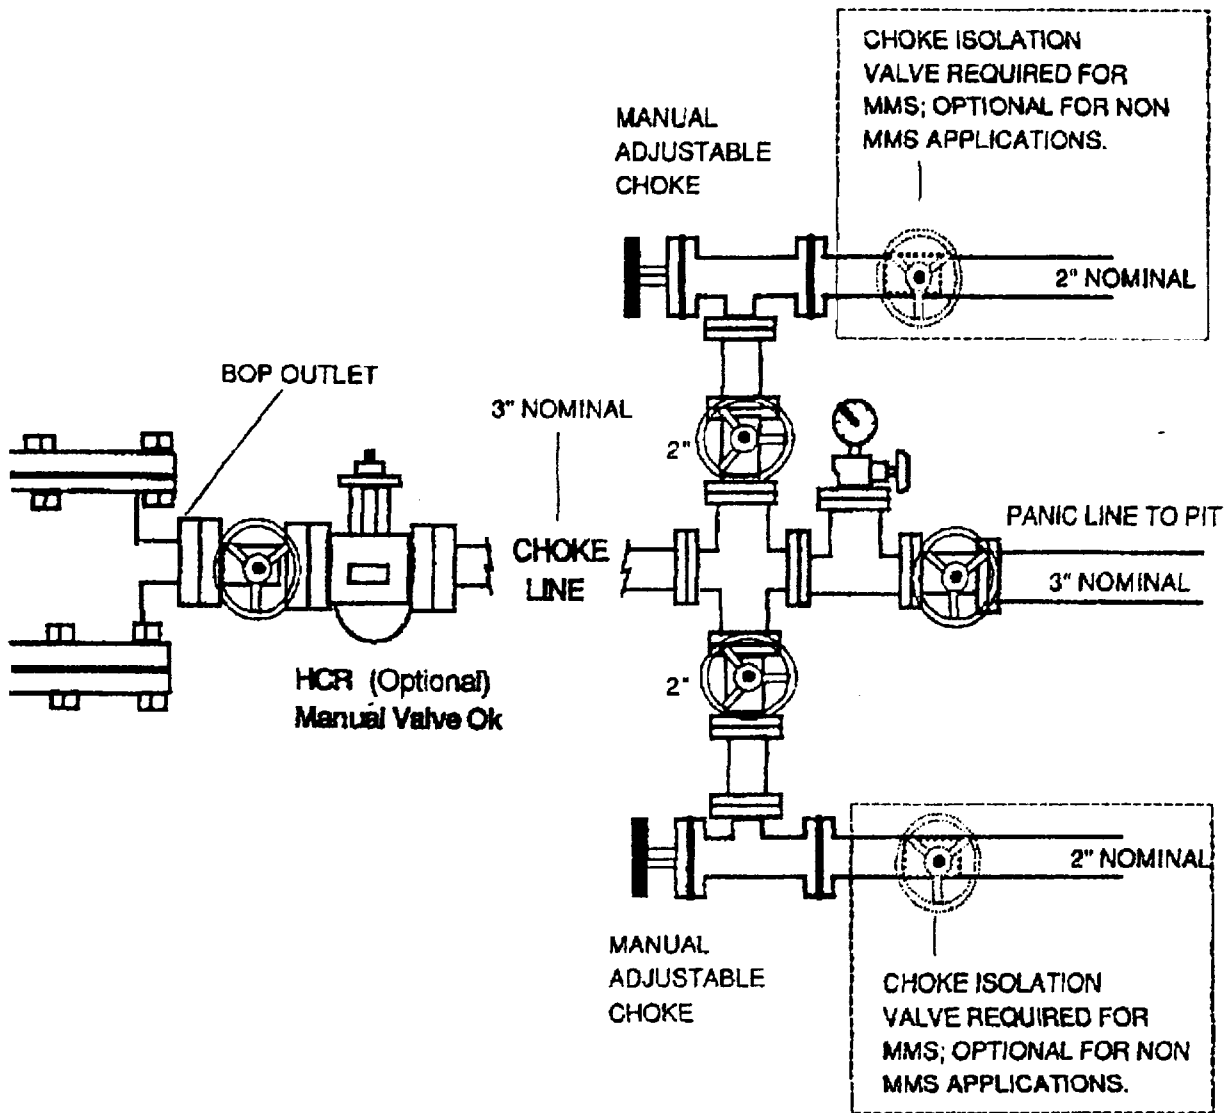 CHOKE ISOLATION
VALVE REQUIRED FOR
MMS; OPTIONAL FOR NON
MMS APPLICATIONS.
MANUAL
ADJUSTABLE
CHOKE
2" NOMINAL
BOP OUTLET
3" NOMINAL
2"
PANIC LINE TO PIT
CHOKE
LINE
3" NOMINAL
HCR (Optional)
Manual Valve Ok
2"
2" NOMINAL
MANUAL
ADJUSTABLE
CHOKE
CHOKE ISOLATION
VALVE REQUIRED FOR
MMS; OPTIONAL FOR NON
MMS APPLICATIONS.